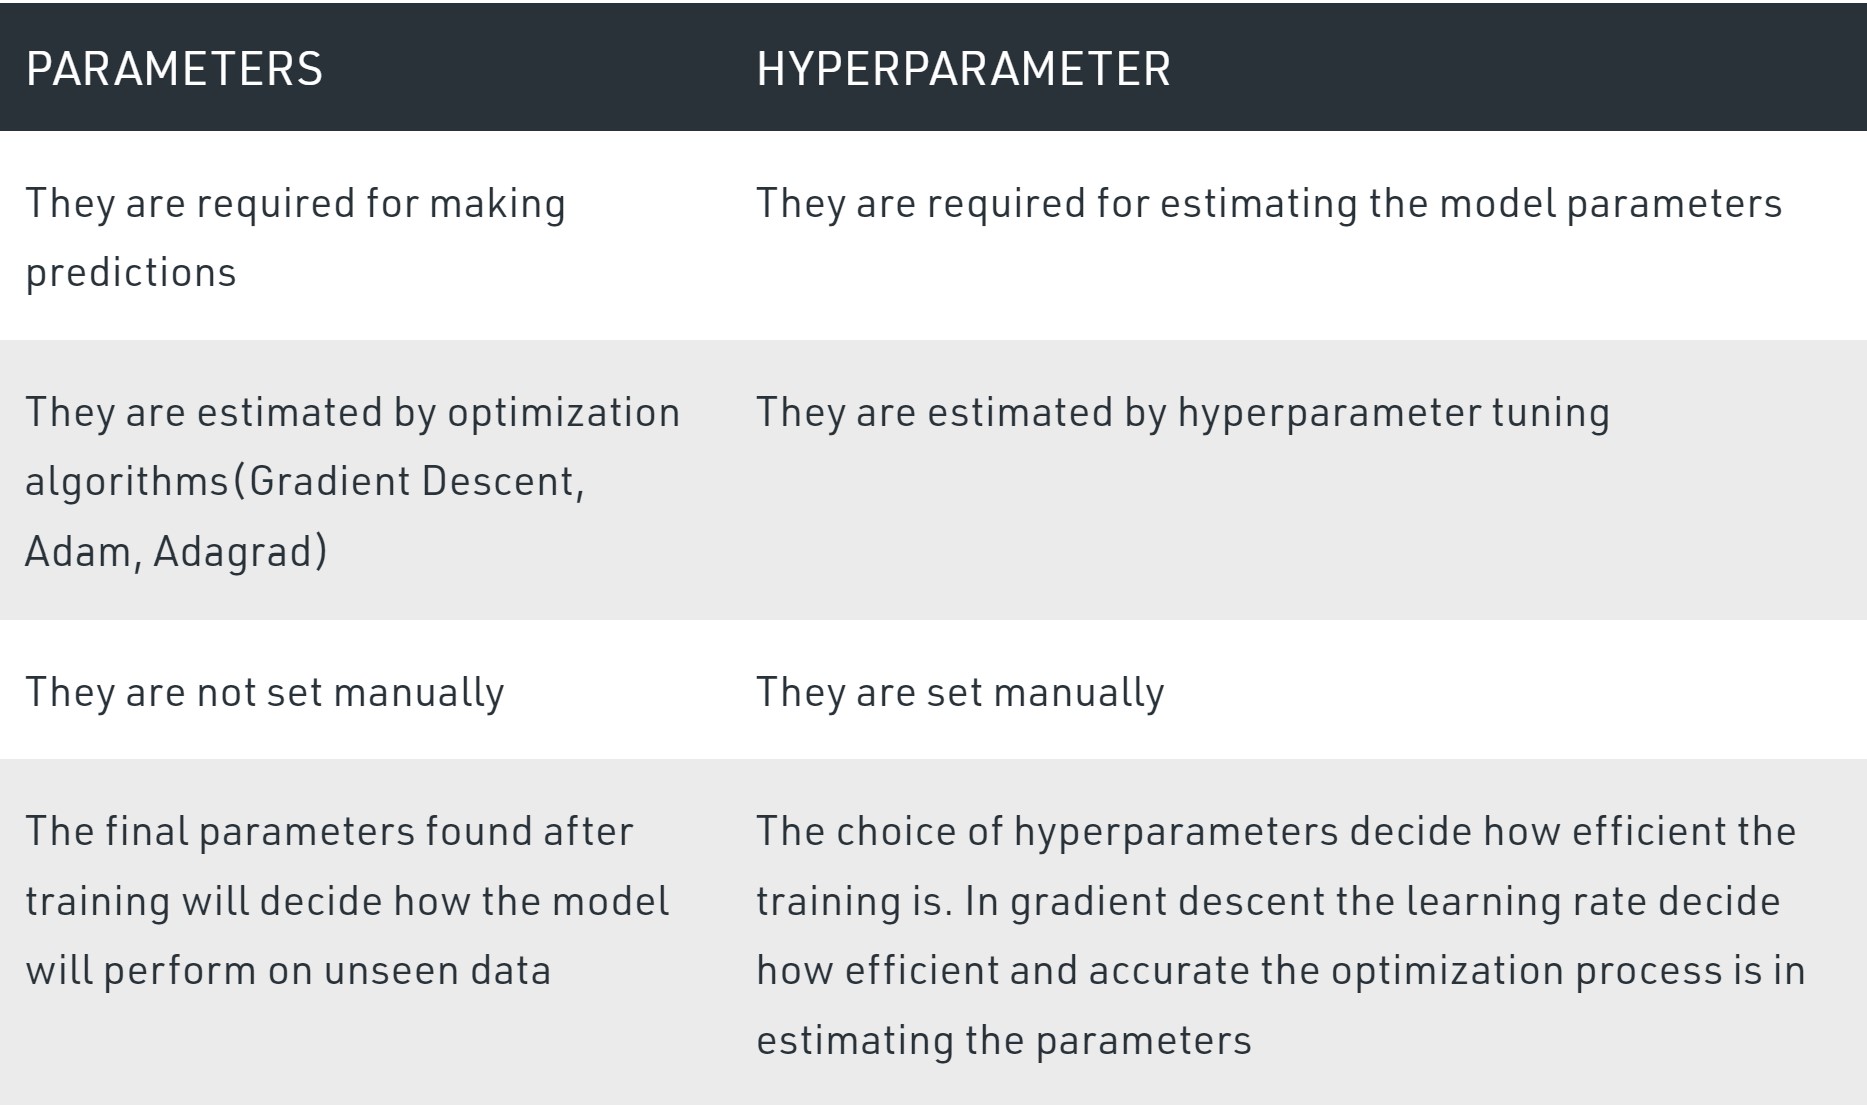 PARAMETERS
HYPERPARAMETER
They are required for making
predictions
They are required for estimating the model parameters
They are estimated by optimization
algorithms(Gradient Descent,
Adam, Adagrad)
They are estimated by hyperparameter tuning
They are not set manually
They are set manually
The final parameters found after
training will decide how the model
will perform on unseen data
The choice of hyperparameters decide how efficient the
training is. In gradient descent the learning rate decide
how efficient and accurate the optimization process is in
estimating the parameters